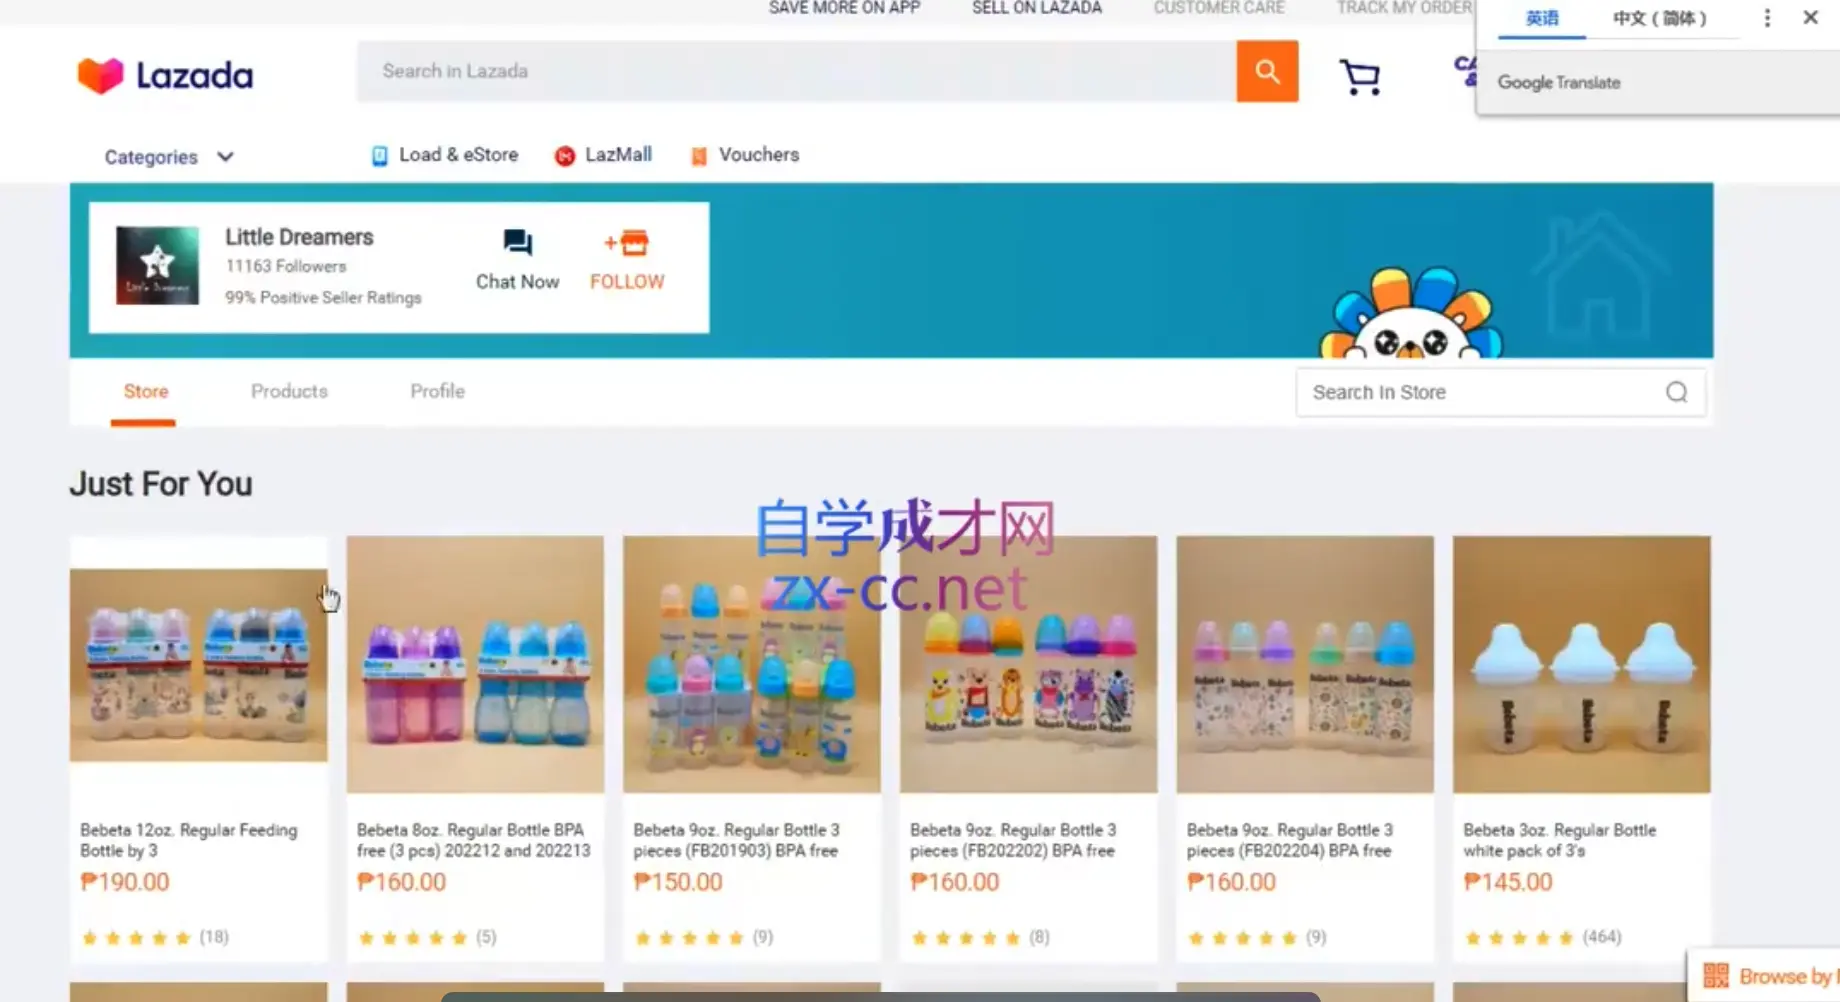 SAVE MORE ON APP
SELL ON LAZADA
CUSTOMER CARE
TRACK MY ORDER
英语
中文（简体）
Google Translate
Lazada
Search in Lazada
Categories
Load & eStore
LazMall
Vouchers
Little Dreamers
11163 Followers
99% Positive Seller Ratings
Chat Now
FOLLOW
Store
Products
Profile
Search In Store
Just For You
自学成才网
zx-cc.net
Bebeta 12oz. Regular Feeding
Bottle by 3
₱190.00
(18)
Bebeta 8oz. Regular Bottle BPA
free (3 pcs) 202212 and 202213
₱160.00
(5)
Bebeta 9oz. Regular Bottle 3
pieces (FB201903) BPA free
₱150.00
(9)
Bebeta 9oz. Regular Bottle 3
pieces (FB202202) BPA free
₱160.00
(8)
Bebeta 9oz. Regular Bottle 3
pieces (FB202204) BPA free
₱160.00
(9)
Bebeta 3oz. Regular Bottle
white pack of 3's
₱145.00
(464)
Browse by